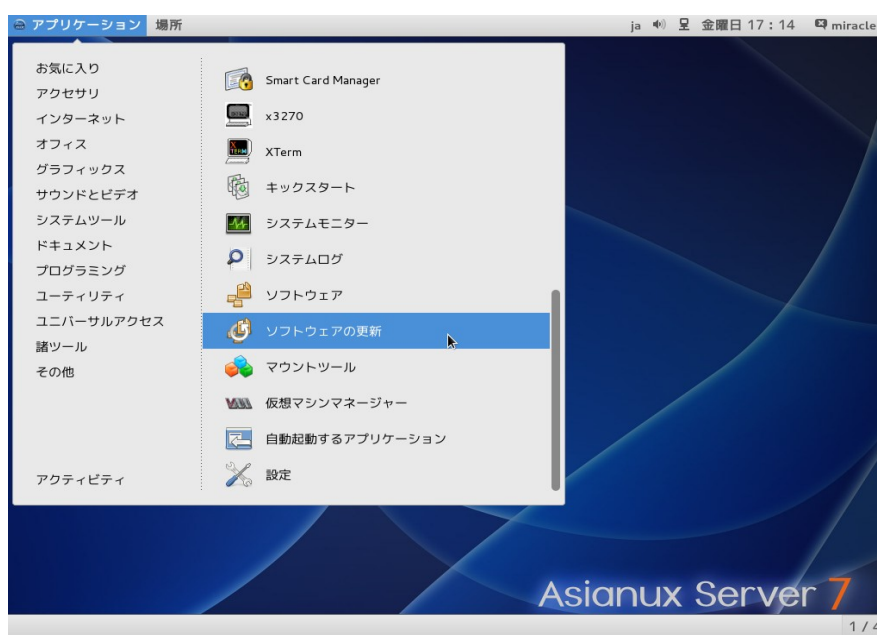 アプリケーション 場所 ja 金曜日 17：14 miracle
お気に入り
アクセサリ
インターネット
オフィス
グラフィックス
サウンドとビデオ
システムツール
ドキュメント
プログラミング
ユーティリティ
ユニバーサルアクセス
諸ツール
その他
アクティビティ
Smart Card Manager
x3270
XTerm
キックスタート
システムモニター
システムログ
ソフトウェア
ソフトウェアの更新
マウントツール
仮想マシンマネージャー
自動起動するアプリケーション
設定
Asianux Server 7
1 / 4